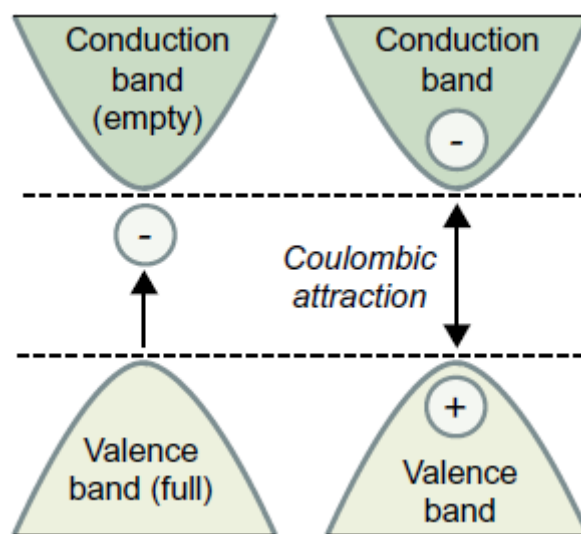 Conduction
band
(empty)
Conduction
band
-
-
Coulombic
attraction
+
Valence
band (full)
Valence
band